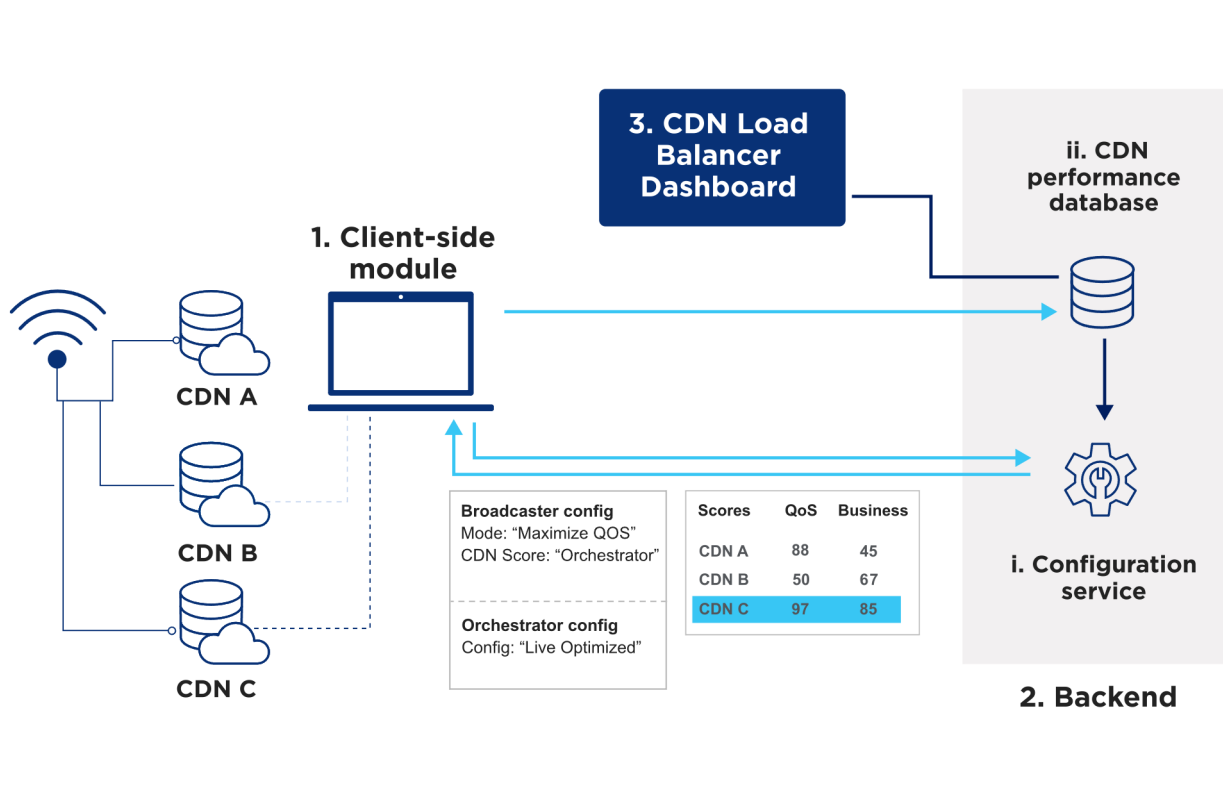 3. CDN Load
Balancer
Dashboard
ii. CDN
performance
database
1. Client-side
module
CDN A
CDN B
CDN C
Broadcaster config
Mode: “Maximize QOS”
CDN Score: “Orchestrator”
Orchestrator config
Config: “Live Optimized”
Scores QoS Business
CDN A 88 45
CDN B 50 67
CDN C 97 85
i. Configuration
service
2. Backend